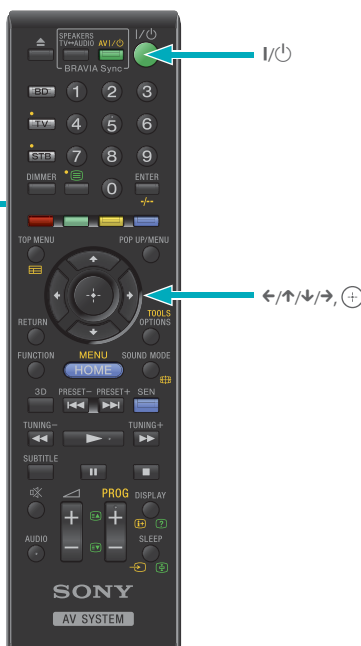 SPEAKERS
TV↔AUDIO AV I/⏻ I/⏻
BRAVIA Sync
I/⏻
BD 1 2 3
TV 4 5 6
STB 7 8 9
DIMMER 0 ENTER
-/--
TOP MENU POP UP/MENU
←/↑/↓/→,
TOOLS
RETURN OPTIONS
FUNCTION MENU SOUND MODE
HOME
3D PRESET– PRESET+ SEN
TUNING– TUNING+
SUBTITLE
PROG DISPLAY
+ +
?
AUDIO – – SLEEP
SONY
AV SYSTEM